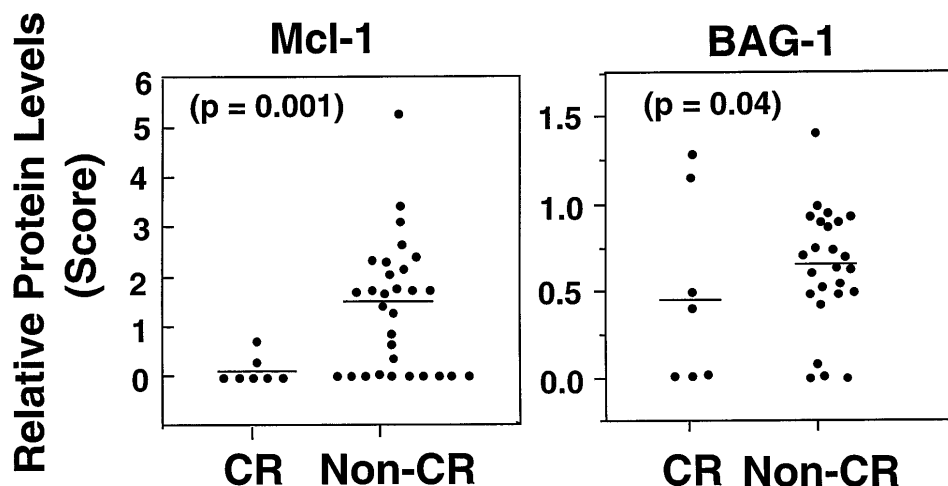 Relative Protein Levels
(Score)
Mcl-1
(p = 0.001)
6
5
4
3
2
1
0
CR Non-CR
BAG-1
(p = 0.04)
1.5
1.0
0.5
0.0
CR Non-CR